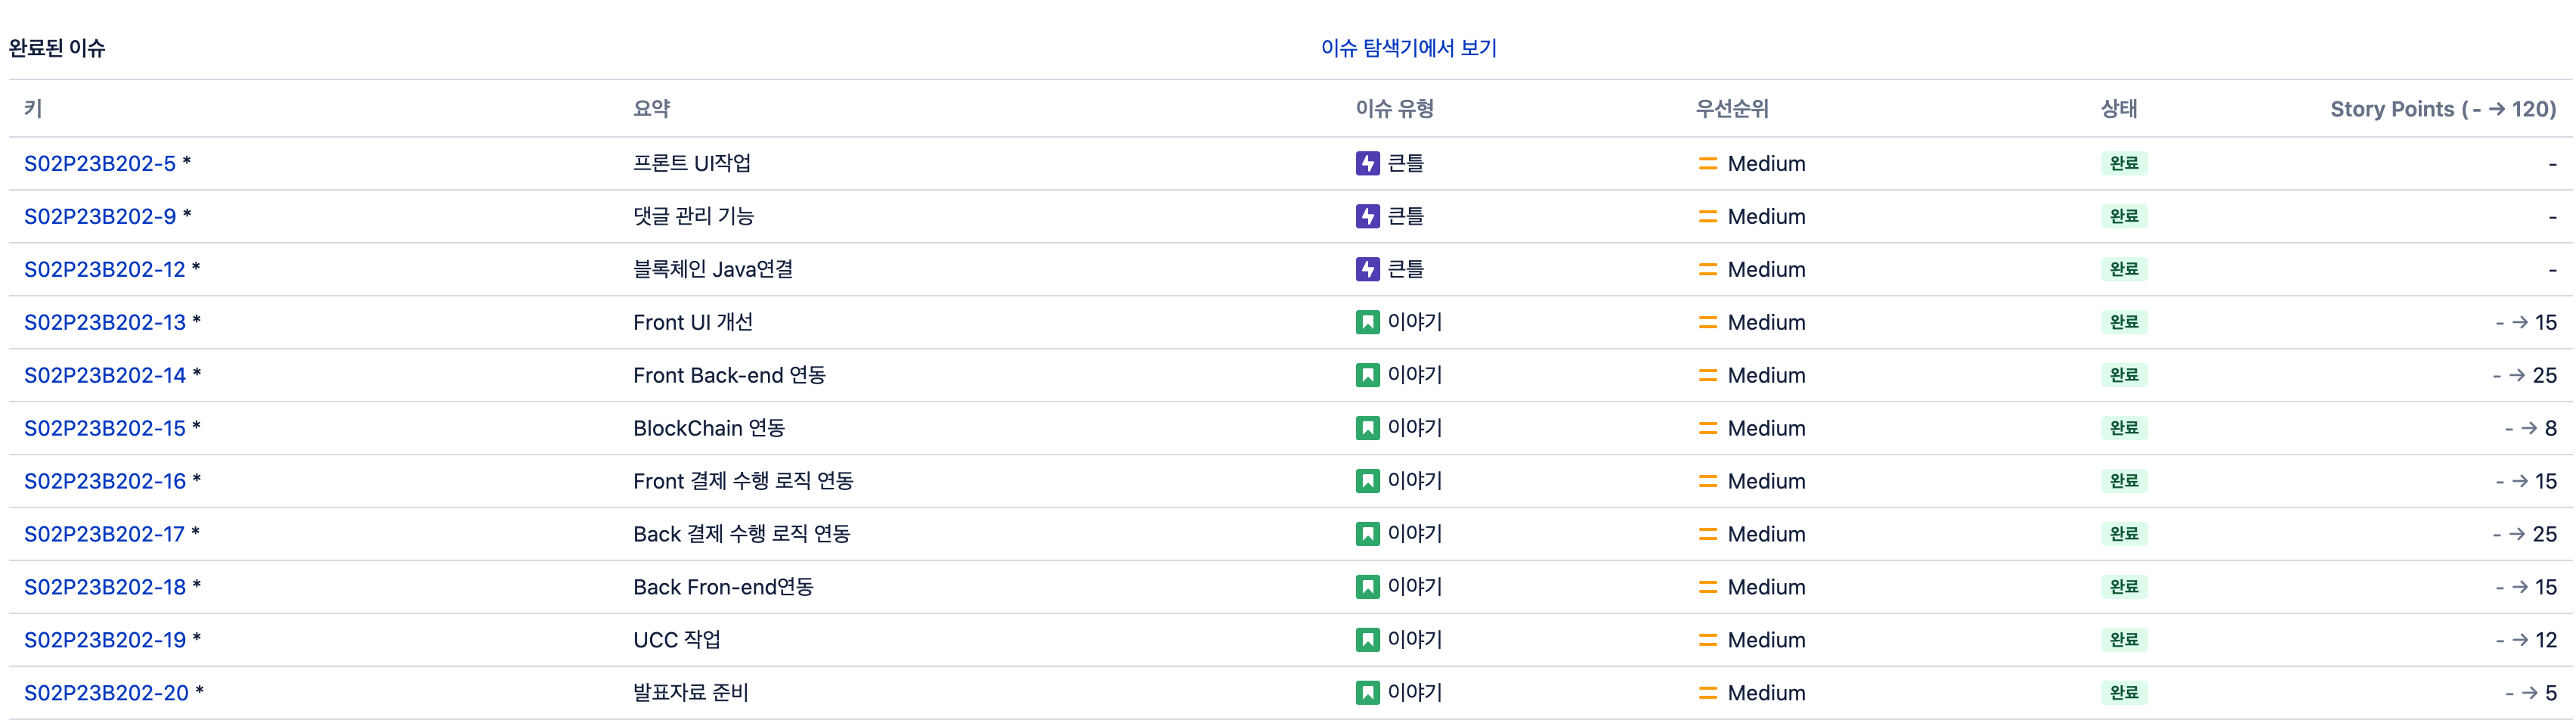 완료된 이슈 이슈 탐색기에서 보기
키 요약 이슈 유형 우선순위 상태 Story Points (- → 120)
S02P23B202-5 * 프론트 UI작업 큰틀 Medium 완료 -
S02P23B202-9 * 댓글 관리 기능 큰틀 Medium 완료 -
S02P23B202-12 * 블록체인 Java연결 큰틀 Medium 완료 -
S02P23B202-13 * Front UI 개선 이야기 Medium 완료 - → 15
S02P23B202-14 * Front Back-end 연동 이야기 Medium 완료 - → 25
S02P23B202-15 * BlockChain 연동 이야기 Medium 완료 - → 8
S02P23B202-16 * Front 결제 수행 로직 연동 이야기 Medium 완료 - → 15
S02P23B202-17 * Back 결제 수행 로직 연동 이야기 Medium 완료 - → 25
S02P23B202-18 * Back Fron-end연동 이야기 Medium 완료 - → 15
S02P23B202-19 * UCC 작업 이야기 Medium 완료 - → 12
S02P23B202-20 * 발표자료 준비 이야기 Medium 완료 - → 5